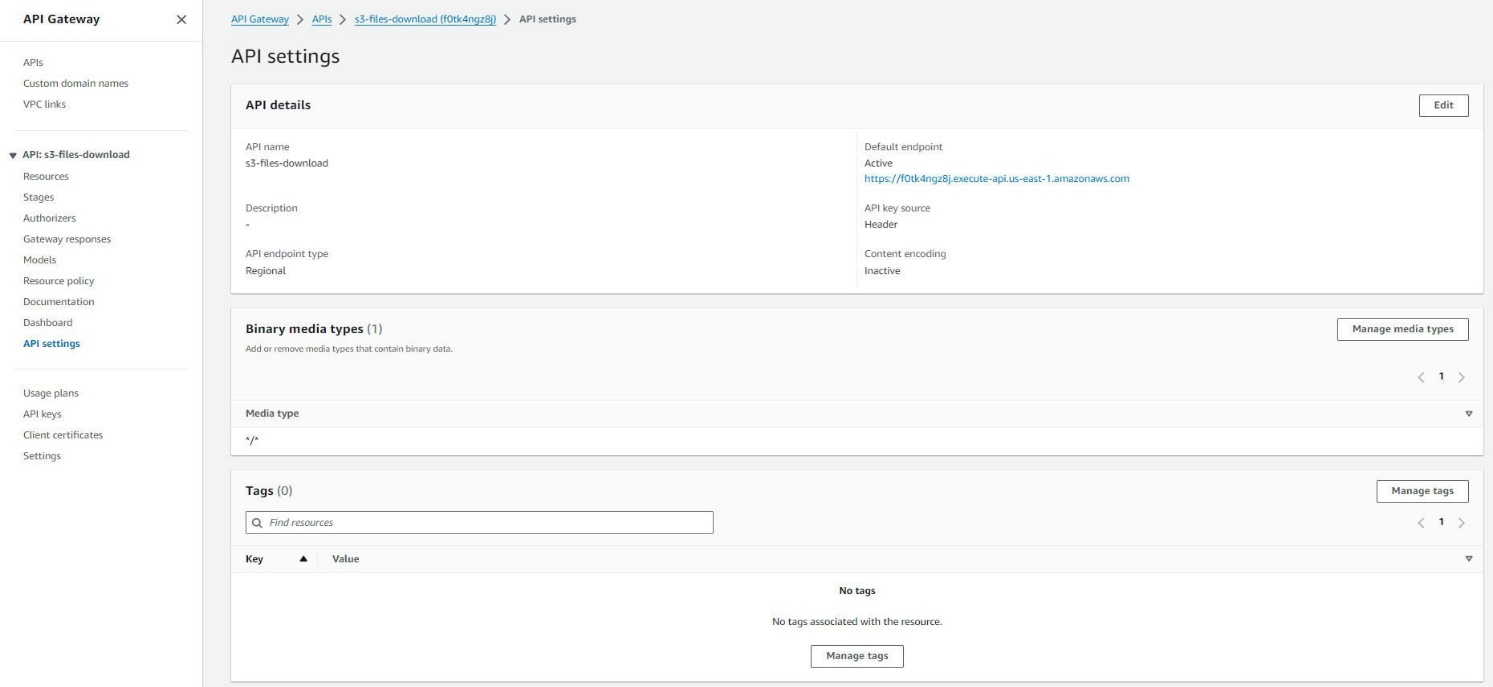 API Gateway
APIs
Custom domain names
VPC links
API: s3-files-download
Resources
Stages
Authorizers
Gateway responses
Models
Resource policy
Documentation
Dashboard
API settings
Usage plans
API keys
Client certificates
Settings
API Gateway > APIs > s3-files-download (f0tk4ngz8j) > API settings
API settings
API details
Edit
API name
s3-files-download
Description
-
API endpoint type
Regional
Default endpoint
Active
https://f0tk4ngz8j.execute-api.us-east-1.amazonaws.com
API key source
Header
Content encoding
Inactive
Binary media types (1)
Add or remove media types that contain binary data.
Manage media types
1
Media type
*/*
Tags (0)
Manage tags
Find resources
1
Key Value
No tags
No tags associated with the resource.
Manage tags